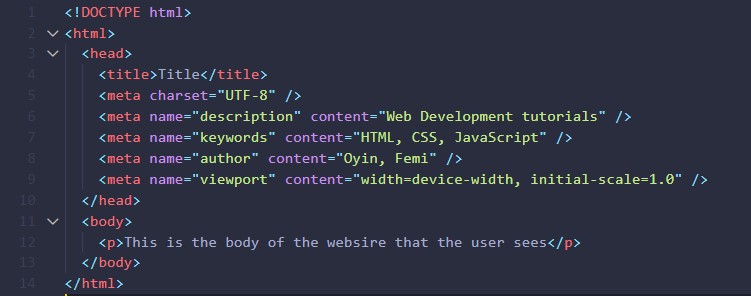 1 <!DOCTYPE html>
2 <html>
3 <head>
4 <title>Title</title>
5 <meta charset="UTF-8" />
6 <meta name="description" content="Web Development tutorials" />
7 <meta name="keywords" content="HTML, CSS, JavaScript" />
8 <meta name="author" content="Oyin, Femi" />
9 <meta name="viewport" content="width=device-width, initial-scale=1.0" />
10 </head>
11 <body>
12 <p>This is the body of the websire that the user sees</p>
13 </body>
14 </html>